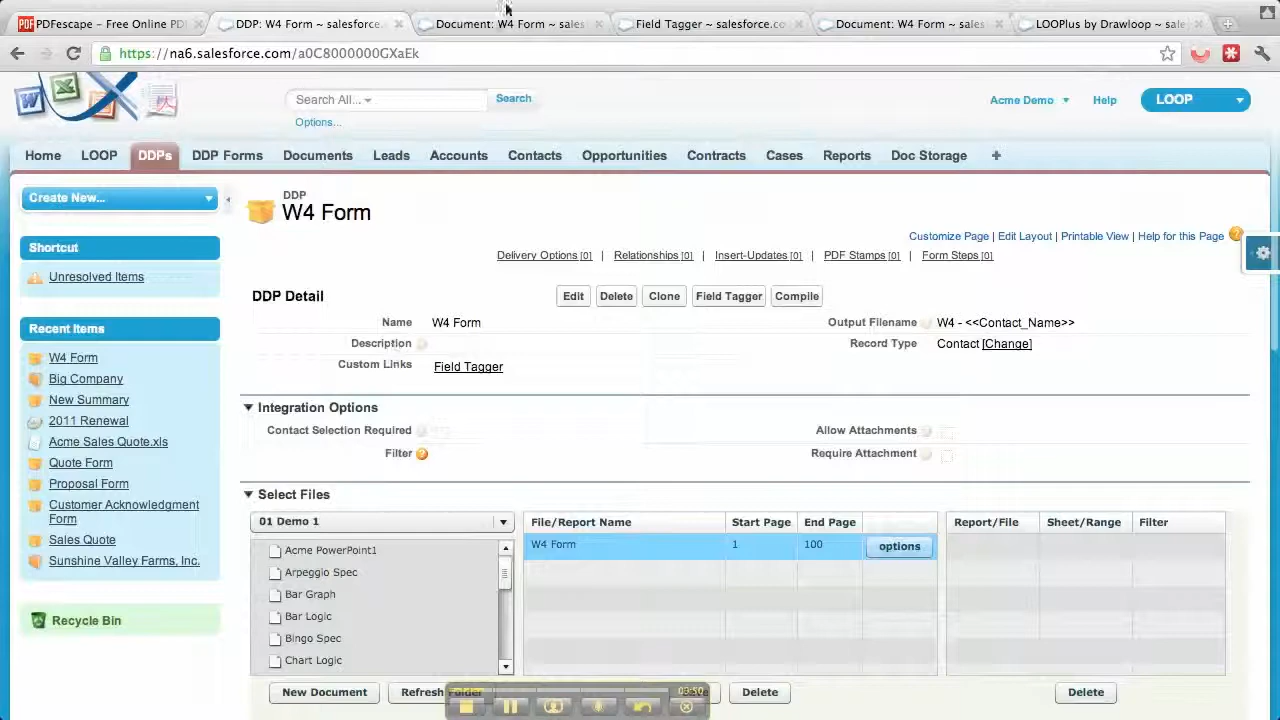 PDFescape – Free Online PD
DDP: W4 Form ~ salesforce.
Document: W4 Form ~ sales
Field Tagger ~ salesforce.co
Document: W4 Form ~ sales
LOOPlus by Drawloop ~ sale
https://na6.salesforce.com/a0C8000000GXaEk
Search All...
Search
Options...
Acme Demo
Help
LOOP
Home LOOP DDPs DDP Forms Documents Leads Accounts Contacts Opportunities Contracts Cases Reports Doc Storage +
Create New...
Shortcut
Unresolved Items
Recent Items
W4 Form
Big Company
New Summary
2011 Renewal
Acme Sales Quote.xls
Quote Form
Proposal Form
Customer Acknowledgment
Form
Sales Quote
Sunshine Valley Farms, Inc.
Recycle Bin
DDP
W4 Form
Customize Page | Edit Layout | Printable View | Help for this Page
Delivery Options [0] | Relationships [0] | Insert-Updates [0] | PDF Stamps [0] | Form Steps [0]
DDP Detail
Edit Delete Clone Field Tagger Compile
Name W4 Form
Output Filename W4 - <<Contact_Name>>
Description
Record Type Contact [Change]
Custom Links Field Tagger
Integration Options
Contact Selection Required
Allow Attachments
Filter
Require Attachment
Select Files
01 Demo 1
Acme PowerPoint1
Arpeggio Spec
Bar Graph
Bar Logic
Bingo Spec
Chart Logic
File/Report Name Start Page End Page
W4 Form 1 100 options
Report/File Sheet/Range Filter
New Document
Refresh Folder
03:50
Delete
Delete